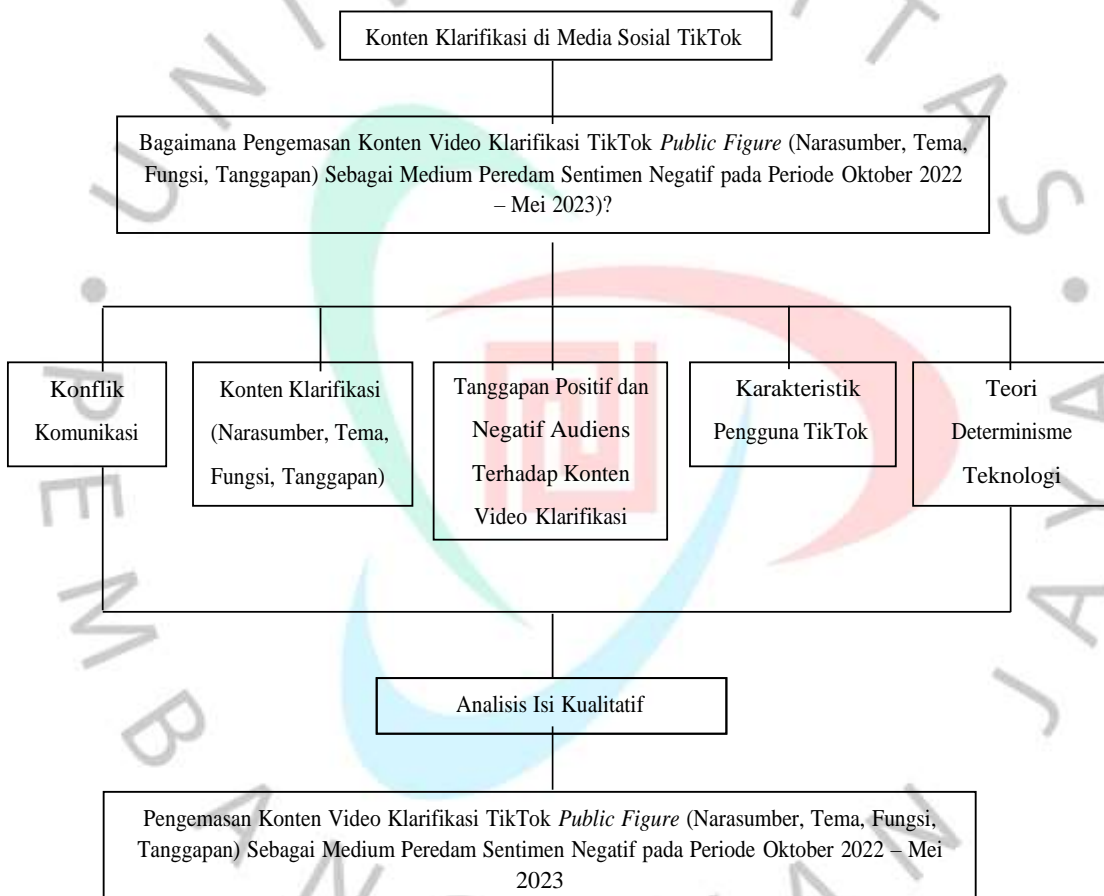 Konten Klarifikasi di Media Sosial TikTok
Bagaimana Pengemasan Konten Video Klarifikasi TikTok Public Figure (Narasumber, Tema,
Fungsi, Tanggapan) Sebagai Medium Peredam Sentimen Negatif pada Periode Oktober 2022
– Mei 2023)?
Konflik
Komunikasi
Konten Klarifikasi
(Narasumber, Tema,
Fungsi, Tanggapan)
Tanggapan Positif dan
Negatif Audiens
Terhadap Konten
Video Klarifikasi
Karakteristik
Pengguna TikTok
Teori
Determinisme
Teknologi
Analisis Isi Kualitatif
Pengemasan Konten Video Klarifikasi TikTok Public Figure (Narasumber, Tema, Fungsi,
Tanggapan) Sebagai Medium Peredam Sentimen Negatif pada Periode Oktober 2022 – Mei
2023